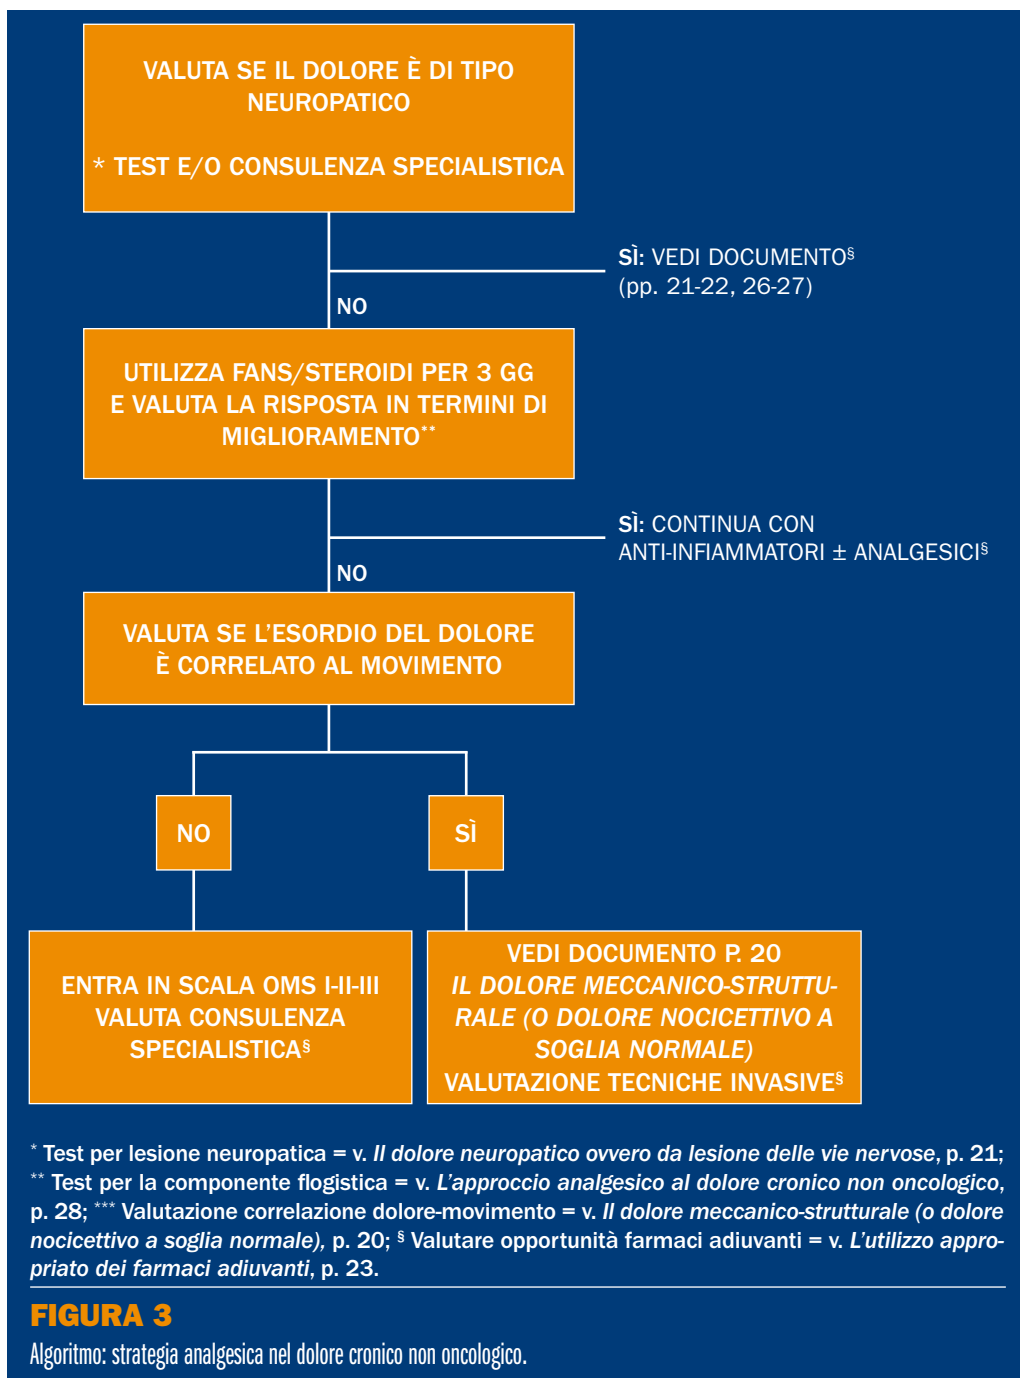 VALUTA SE IL DOLORE È DI TIPO
NEUROPATICO
* TEST E/O CONSULENZA SPECIALISTICA
SÌ: VEDI DOCUMENTO§
(pp. 21-22, 26-27)
NO
UTILIZZA FANS/STEROIDI PER 3 GG
E VALUTA LA RISPOSTA IN TERMINI DI
MIGLIORAMENTO**
SÌ: CONTINUA CON
ANTI-INFIAMMATORI ± ANALGESICI§
NO
VALUTA SE L'ESORDIO DEL DOLORE
È CORRELATO AL MOVIMENTO
NO
SÌ
ENTRA IN SCALA OMS I-II-III
VALUTA CONSULENZA
SPECIALISTICA§
VEDI DOCUMENTO P. 20
IL DOLORE MECCANICO-STRUTTU-
RALE (O DOLORE NOCICETTIVO A
SOGLIA NORMALE)
VALUTAZIONE TECNICHE INVASIVE§
* Test per lesione neuropatica = v. Il dolore neuropatico ovvero da lesione delle vie nervose, p. 21;
** Test per la componente flogistica = v. L'approccio analgesico al dolore cronico non oncologico,
p. 28; *** Valutazione correlazione dolore-movimento = v. Il dolore meccanico-strutturale (o dolore
nocicettivo a soglia normale), p. 20; § Valutare opportunità farmaci adiuvanti = v. L'utilizzo appro-
priato dei farmaci adiuvanti, p. 23.
FIGURA 3
Algoritmo: strategia analgesica nel dolore cronico non oncologico.